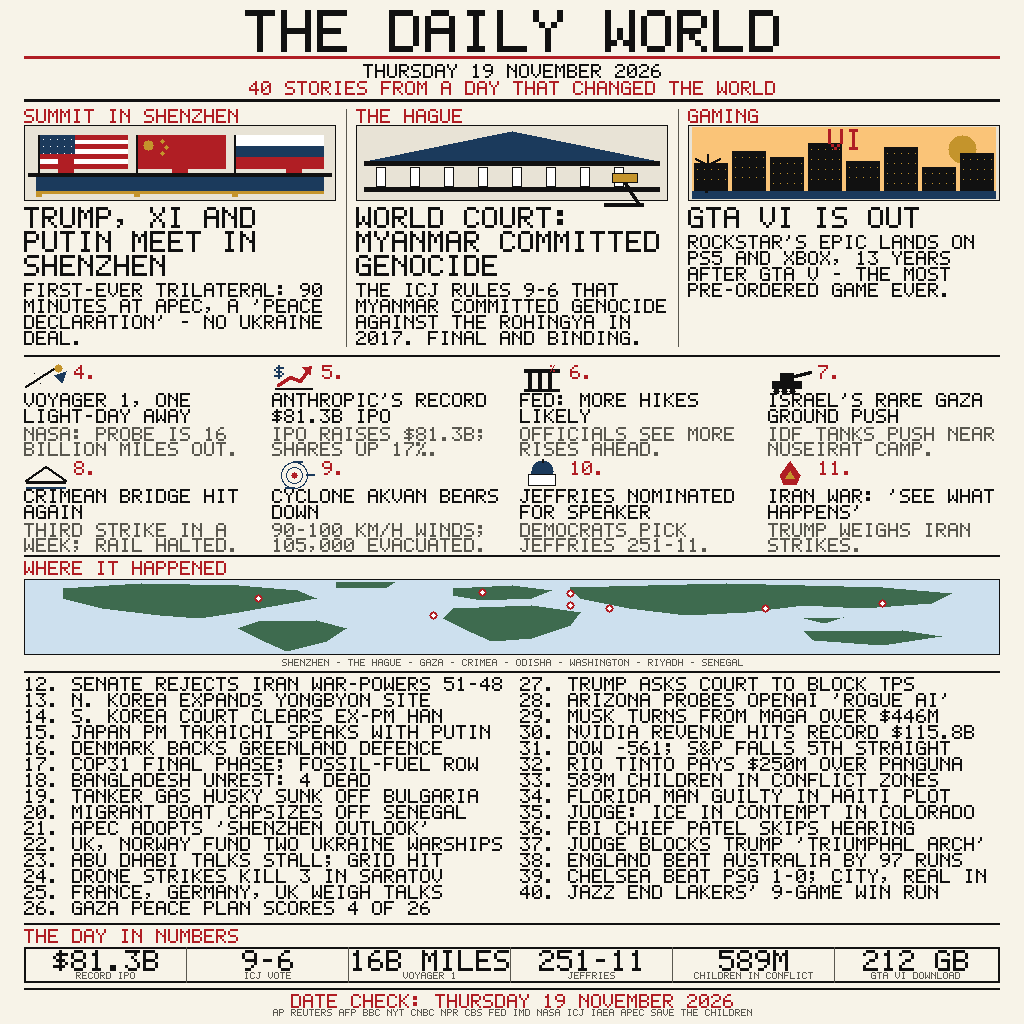 THE DAILY WORLD
THURSDAY 19 NOVEMBER 2026
40 STORIES FROM A DAY THAT CHANGED THE WORLD
SUMMIT IN SHENZHEN
TRUMP, XI AND
PUTIN MEET IN
SHENZHEN
FIRST-EVER TRILATERAL: 90
MINUTES AT APEC, A 'PEACE
DECLARATION' - NO UKRAINE
DEAL.
THE HAGUE
WORLD COURT:
MYANMAR COMMITTED
GENOCIDE
THE ICJ RULES 9-6 THAT
MYANMAR COMMITTED GENOCIDE
AGAINST THE ROHINGYA IN
2017. FINAL AND BINDING.
GAMING
VI
GTA VI IS OUT
ROCKSTAR'S EPIC LANDS ON
PS5 AND XBOX, 13 YEARS
AFTER GTA V - THE MOST
PRE-ORDERED GAME EVER.
4.
VOYAGER 1, ONE
LIGHT-DAY AWAY
NASA: PROBE IS 16
BILLION MILES OUT.
$ 5.
ANTHROPIC'S RECORD
$81.3B IPO
IPO RAISES $81.3B;
SHARES UP 17%.
% 6.
FED: MORE HIKES
LIKELY
OFFICIALS SEE MORE
RISES AHEAD.
7.
ISRAEL'S RARE GAZA
GROUND PUSH
IDF TANKS PUSH NEAR
NUSEIRAT CAMP.
8.
CRIMEAN BRIDGE HIT
AGAIN
THIRD STRIKE IN A
WEEK; RAIL HALTED.
9.
CYCLONE AKVAN BEARS
DOWN
90-100 KM/H WINDS;
105,000 EVACUATED.
10.
JEFFRIES NOMINATED
FOR SPEAKER
DEMOCRATS PICK
JEFFRIES 251-11.
11.
IRAN WAR: 'SEE WHAT
HAPPENS'
TRUMP WEIGHS IRAN
STRIKES.
WHERE IT HAPPENED
SHENZHEN - THE HAGUE - GAZA - CRIMEA - ODISHA - WASHINGTON - RIYADH - SENEGAL
12. SENATE REJECTS IRAN WAR-POWERS 51-48
13. N. KOREA EXPANDS YONGBYON SITE
14. S. KOREA COURT CLEARS EX-PM HAN
15. JAPAN PM TAKAICHI SPEAKS WITH PUTIN
16. DENMARK BACKS GREENLAND DEFENCE
17. COP31 FINAL PHASE; FOSSIL-FUEL ROW
18. BANGLADESH UNREST: 4 DEAD
19. TANKER GAS HUSKY SUNK OFF BULGARIA
20. MIGRANT BOAT CAPSIZES OFF SENEGAL
21. APEC ADOPTS 'SHENZHEN OUTLOOK'
22. UK, NORWAY FUND TWO UKRAINE WARSHIPS
23. ABU DHABI TALKS STALL; GRID HIT
24. DRONE STRIKES KILL 3 IN SARATOV
25. FRANCE, GERMANY, UK WEIGH TALKS
26. GAZA PEACE PLAN SCORES 4 OF 26
27. TRUMP ASKS COURT TO BLOCK TPS
28. ARIZONA PROBES OPENAI 'ROGUE AI'
29. MUSK TURNS FROM MAGA OVER $446M
30. NVIDIA REVENUE HITS RECORD $115.8B
31. DOW -561; S&P FALLS 5TH STRAIGHT
32. RIO TINTO PAYS $250M OVER PANGUNA
33. 589M CHILDREN IN CONFLICT ZONES
34. FLORIDA MAN GUILTY IN HAITI PLOT
35. JUDGE: ICE IN CONTEMPT IN COLORADO
36. FBI CHIEF PATEL SKIPS HEARING
37. JUDGE BLOCKS TRUMP 'TRIUMPHAL ARCH'
38. ENGLAND BEAT AUSTRALIA BY 97 RUNS
39. CHELSEA BEAT PSG 1-0; CITY, REAL IN
40. JAZZ END LAKERS' 9-GAME WIN RUN
THE DAY IN NUMBERS
$81.3B
RECORD IPO
9-6
ICJ VOTE
16B MILES
VOYAGER 1
251-11
JEFFRIES
589M
CHILDREN IN CONFLICT
212 GB
GTA VI DOWNLOAD
DATE CHECK: THURSDAY 19 NOVEMBER 2026
AP REUTERS AFP BBC NYT CNBC NPR CBS FED IMD NASA ICJ IAEA APEC SAVE THE CHILDREN